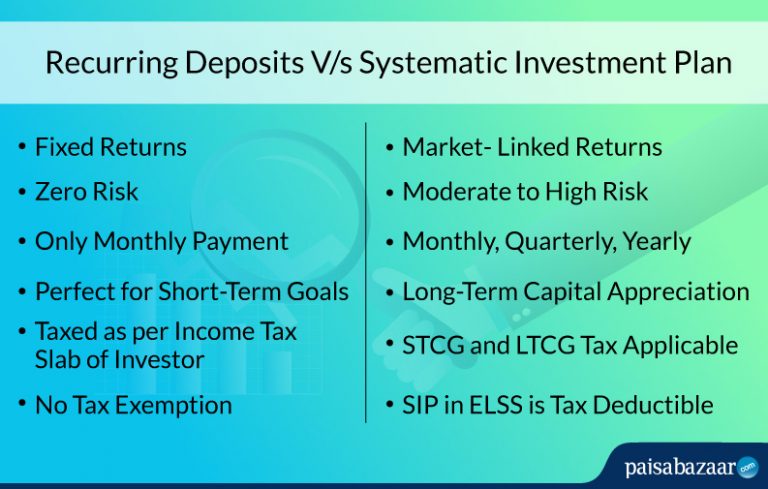 Recurring Deposits V/s Systematic Investment Plan
• Fixed Returns
• Zero Risk
• Only Monthly Payment
• Perfect for Short-Term Goals
• Taxed as per Income Tax
Slab of Investor
• No Tax Exemption
• Market- Linked Returns
• Moderate to High Risk
• Monthly, Quarterly, Yearly
• Long-Term Capital Appreciation
• STCG and LTCG Tax Applicable
• SIP in ELSS is Tax Deductible
paisabazaar.com